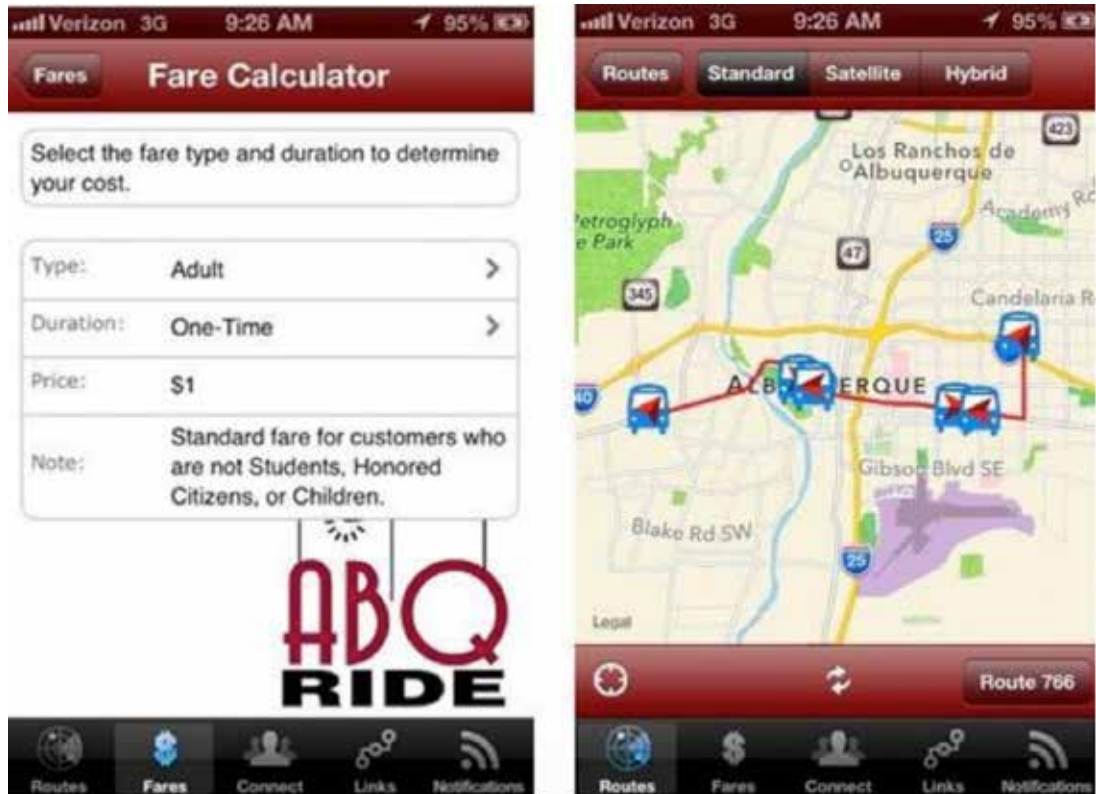 Verizon 3G 9:26 AM 95%
Fares Fare Calculator
Select the fare type and duration to determine
your cost.
Type: Adult
Duration: One-Time
Price: $1
Note: Standard fare for customers who
are not Students, Honored
Citizens, or Children.
ABQ
RIDE
Routes Fares Connect Links Notifications
Verizon 3G 9:26 AM 95%
Routes Standard Satellite Hybrid
423
Los Ranchos de
Albuquerque
Academy
Petroglyph
Park
25
47
345
Candelaria R
40
Gibson Blvd SE
Blake Rd SW
25
Legal
Route 766
Routes Fares Connect Links Notifications